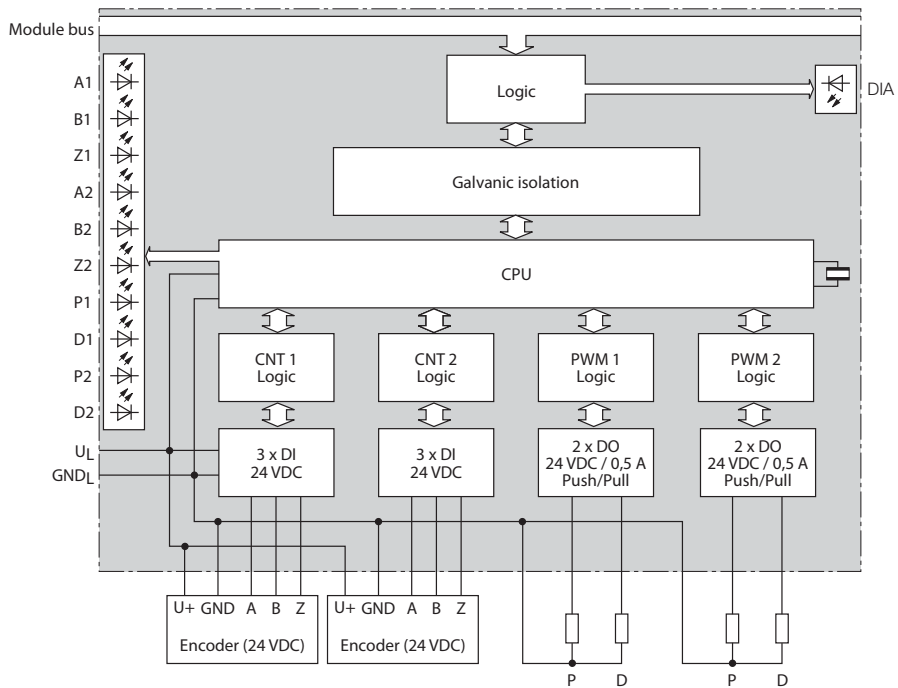 Module bus
A1
B1
Z1
A2
B2
Z2
P1
D1
P2
D2
UL
GNDL
Logic
DIA
Galvanic isolation
CPU
CNT 1
Logic
CNT 2
Logic
PWM 1
Logic
PWM 2
Logic
3 x DI
24 VDC
3 x DI
24 VDC
2 x DO
24 VDC / 0,5 A
Push/Pull
2 x DO
24 VDC / 0,5 A
Push/Pull
U+ GND A B Z
Encoder (24 VDC)
U+ GND A B Z
Encoder (24 VDC)
P D
P D